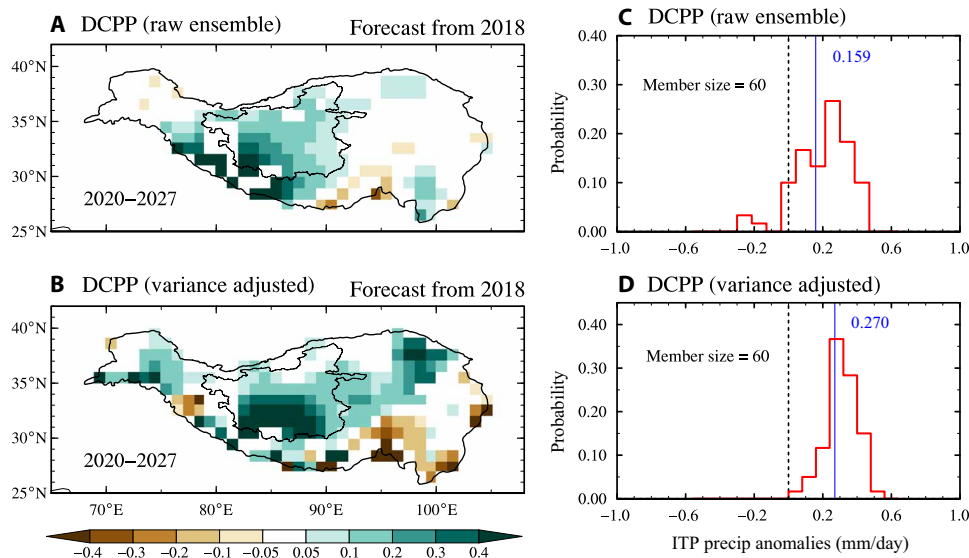 A DCPP (raw ensemble) Forecast from 2018
40°N
35°N
30°N
25°N
2020−2027
B DCPP (variance adjusted) Forecast from 2018
40°N
35°N
30°N
25°N
2020−2027
70°E 80°E 90°E 100°E
−0.4 −0.3 −0.2 −0.1 −0.05 0.05 0.1 0.2 0.3 0.4
C DCPP (raw ensemble)
0.40
0.30
0.20
0.10
0.00
Probability
Member size = 60
0.159
−1.0 −0.6 −0.2 0.2 0.6 1.0
D DCPP (variance adjusted)
0.40
0.30
0.20
0.10
0.00
Probability
Member size = 60
0.270
−1.0 −0.6 −0.2 0.2 0.6 1.0
ITP precip anomalies (mm/day)